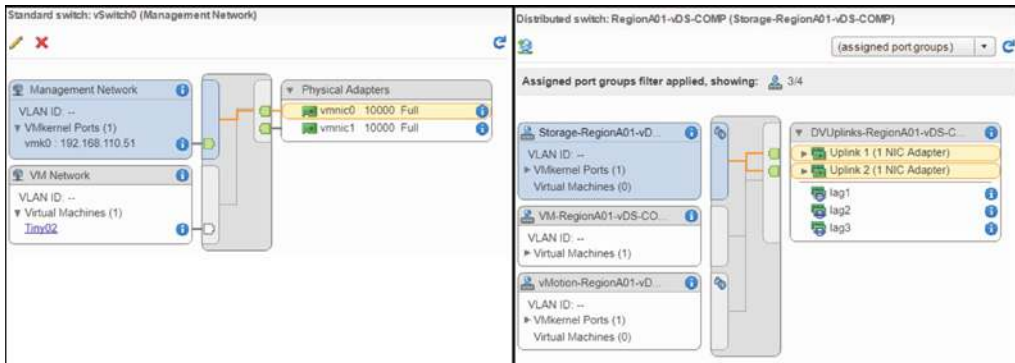 Standard switch: vSwitch0 (Management Network)
Management Network
VLAN ID: --
VMkernel Ports (1)
vmk0 : 192.168.110.51
VM Network
VLAN ID: --
Virtual Machines (1)
Tiny02
Physical Adapters
vmnic0 10000 Full
vmnic1 10000 Full
Distributed switch: RegionA01-vDS-COMP (Storage-RegionA01-vDS-COMP)
(assigned port groups)
Assigned port groups filter applied, showing: 3/4
Storage-RegionA01-vD...
VLAN ID: --
VMkernel Ports (1)
Virtual Machines (0)
VM-RegionA01-vDS-CO...
VLAN ID: --
Virtual Machines (1)
vMotion-RegionA01-vD...
VLAN ID: --
VMkernel Ports (1)
Virtual Machines (0)
DVUplinks-RegionA01-vDS-C...
Uplink 1 (1 NIC Adapter)
Uplink 2 (1 NIC Adapter)
lag1
lag2
lag3